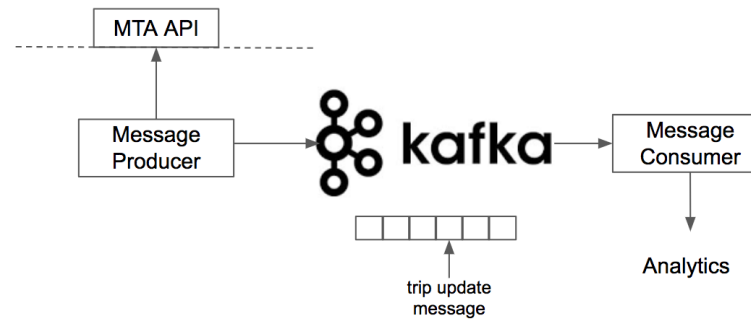 MTA API
Message
Producer
kafka
Message
Consumer
trip update
message
Analytics